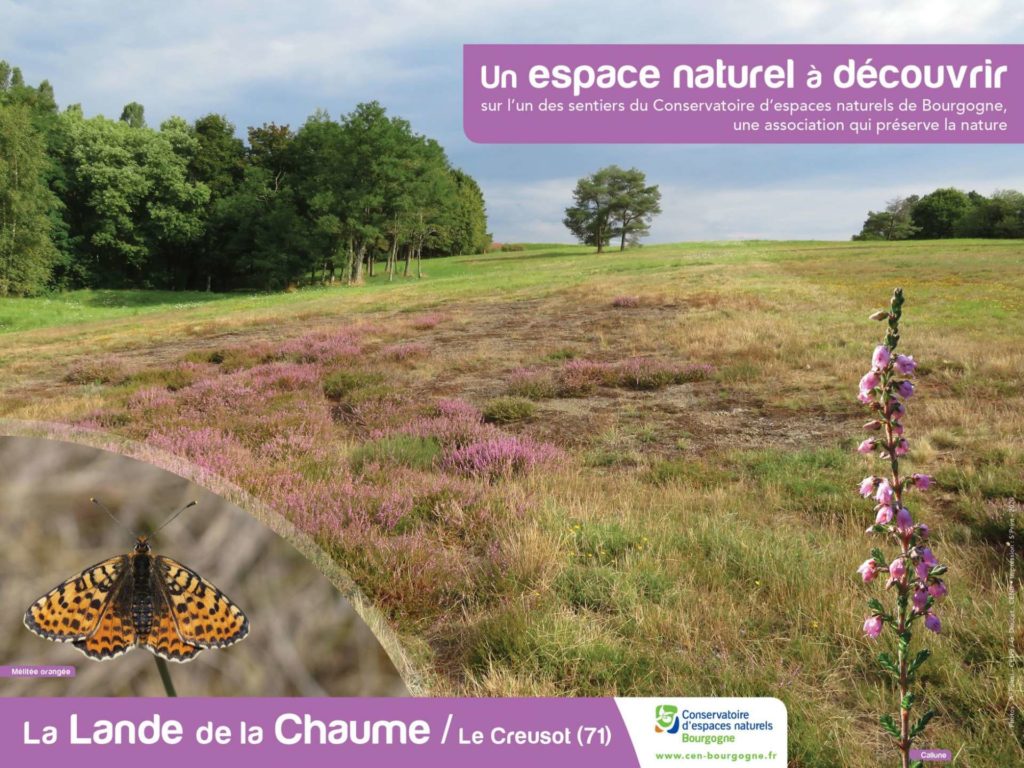 Un espace naturel à découvrir
sur l'un des sentiers du Conservatoire d'espaces naturels de Bourgogne,
une association qui préserve la nature
Mélitée orangée
La Lande de la Chaume / Le Creusot (71)
Conservatoire
d'espaces naturels
Bourgogne
www.cen-bourgogne.fr
Callune